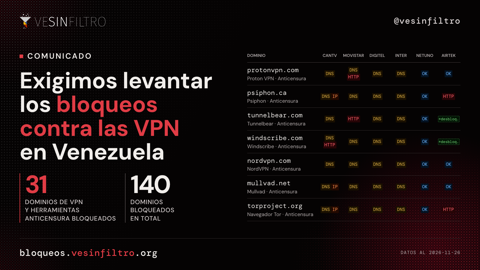 VESINFILTRO
@vesinfiltro
COMUNICADO
Exigimos levantar
los bloqueos
contra las VPN
en Venezuela
31
DOMINIOS DE VPN
Y HERRAMIENTAS
ANTICENSURA BLOQUEADOS
140
DOMINIOS
BLOQUEADOS
EN TOTAL
bloqueos.vesinfiltro.org
DOMINIO CANTV MOVISTAR DIGITEL INTER NETUNO AIRTEK
protonvpn.com
Proton VPN · Anticensura
DNS DNS HTTP DNS DNS OK OK
psiphon.ca
Psiphon · Anticensura
DNS IP DNS DNS DNS OK HTTP
tunnelbear.com
Tunnelbear · Anticensura
DNS HTTP DNS DNS OK
windscribe.com
Windscribe · Anticensura
DNS HTTP DNS DNS DNS OK
nordvpn.com
NordVPN · Anticensura
DNS DNS DNS DNS OK OK
mullvad.net
Mullvad · Anticensura
DNS IP DNS DNS DNS OK OK
torproject.org
Navegador Tor · Anticensura
DNS IP DNS DNS DNS OK HTTP